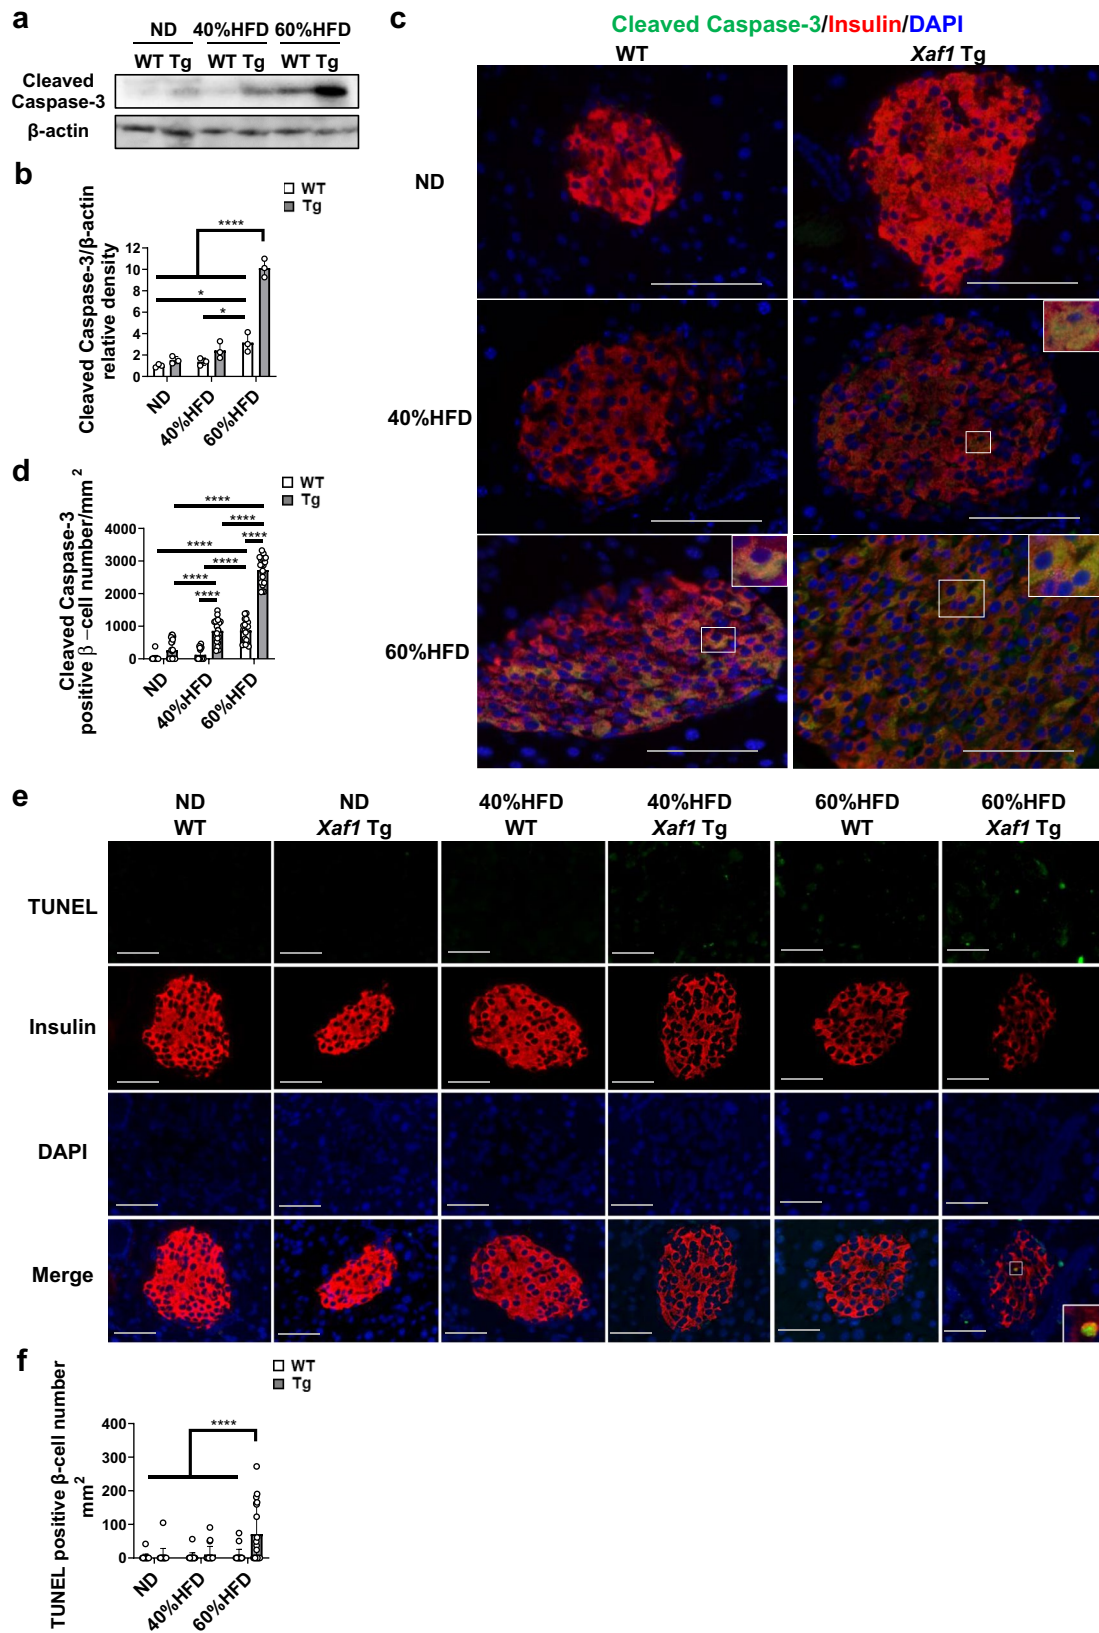 a
ND 40%HFD 60%HFD
WT Tg WT Tg WT Tg
Cleaved
Caspase-3
β-actin
b
WT
Tg
Cleaved Caspase-3/β-actin
relative density
12
10
8
6
4
2
0
****
*
*
ND
40%HFD
60%HFD
c
Cleaved Caspase-3/Insulin/DAPI
WT
Xaf1 Tg
ND
40%HFD
60%HFD
d
WT
Tg
Cleaved Caspase-3
positive β –cell number/mm2
4000
3000
2000
1000
0
****
****
****
****
****
****
****
ND
40%HFD
60%HFD
e
ND
WT
ND
Xaf1 Tg
40%HFD
WT
40%HFD
Xaf1 Tg
60%HFD
WT
60%HFD
Xaf1 Tg
TUNEL
Insulin
DAPI
Merge
f
WT
Tg
TUNEL positive β-cell number
mm2
400
300
200
100
0
****
ND
40%HFD
60%HFD